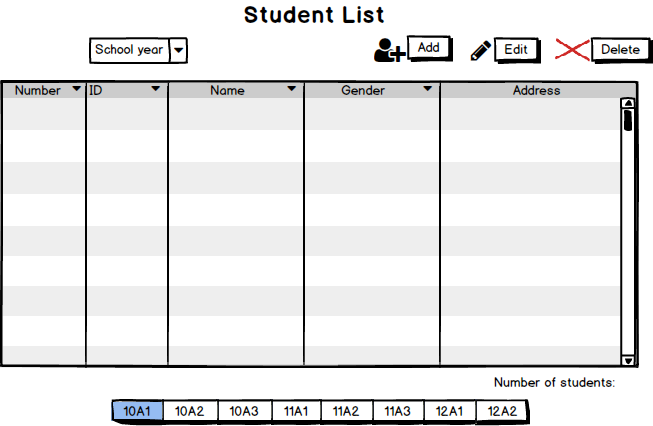 Student List
School year Add Edit Delete
Number ID Name Gender Address
Number of students:
10A1 10A2 10A3 11A1 11A2 11A3 12A1 12A2